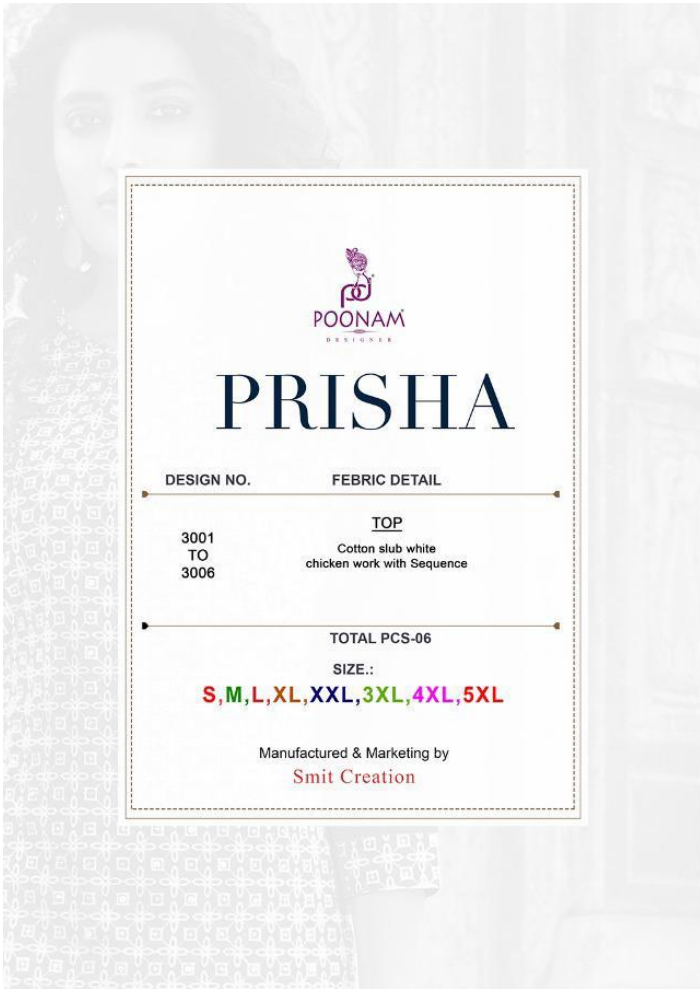 pd
POONAM
DESIGNER
PRISHA
DESIGN NO.
FEBRIC DETAIL
3001
TO
3006
TOP
Cotton slub white
chicken work with Sequence
TOTAL PCS-06
SIZE.:
S,M,L,XL,XXL,3XL,4XL,5XL
Manufactured & Marketing by
Smit Creation